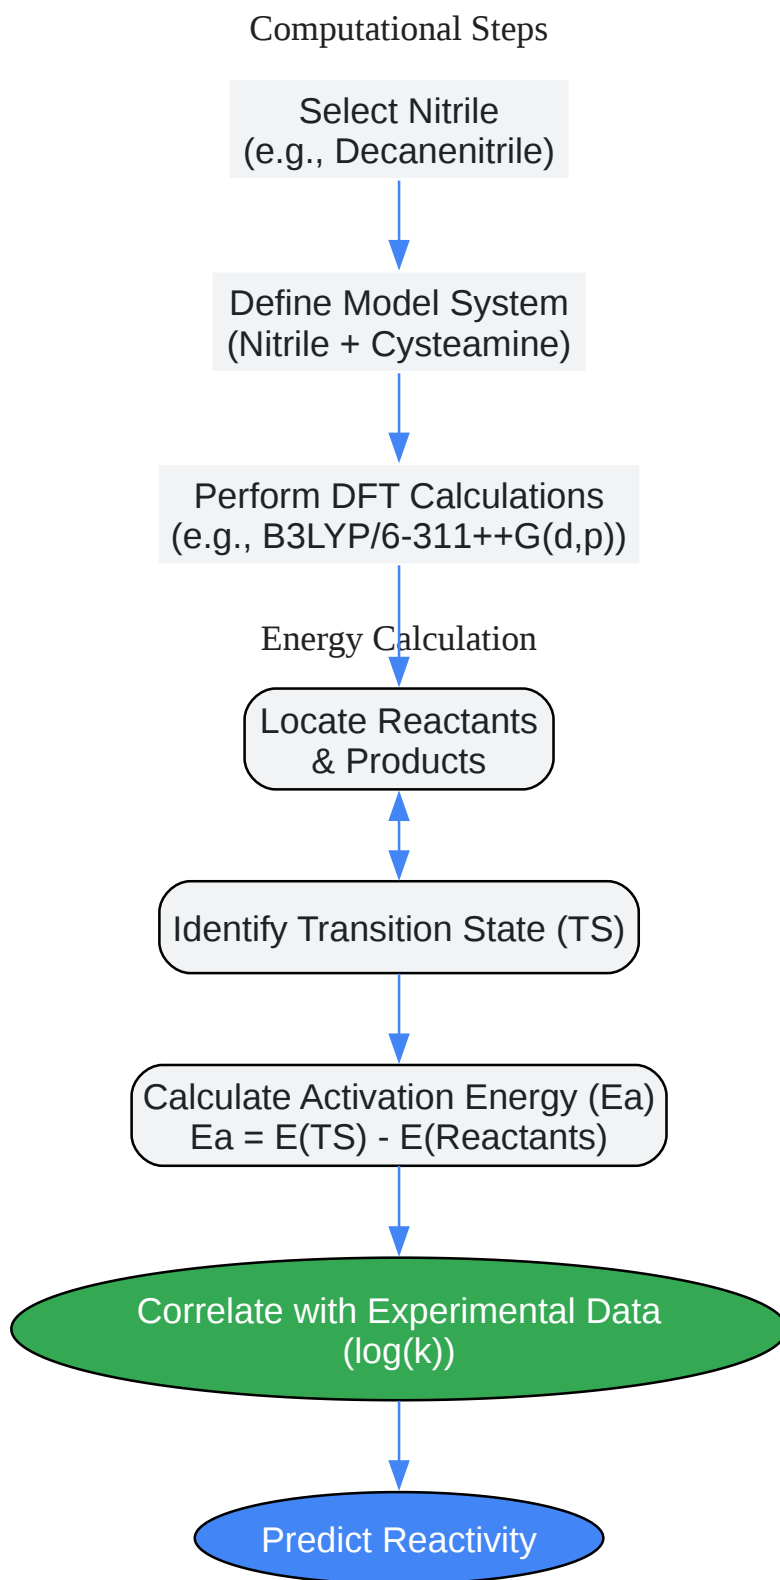 Computational Steps
Select Nitrile
(e.g., Decanenitrile)
Define Model System
(Nitrile + Cysteamine)
Perform DFT Calculations
(e.g., B3LYP/6-311++G(d,p))
Energy Calculation
Locate Reactants
& Products
Identify Transition State (TS)
Calculate Activation Energy (Ea)
Ea = E(TS) - E(Reactants)
Correlate with Experimental Data
(log(k))
Predict Reactivity